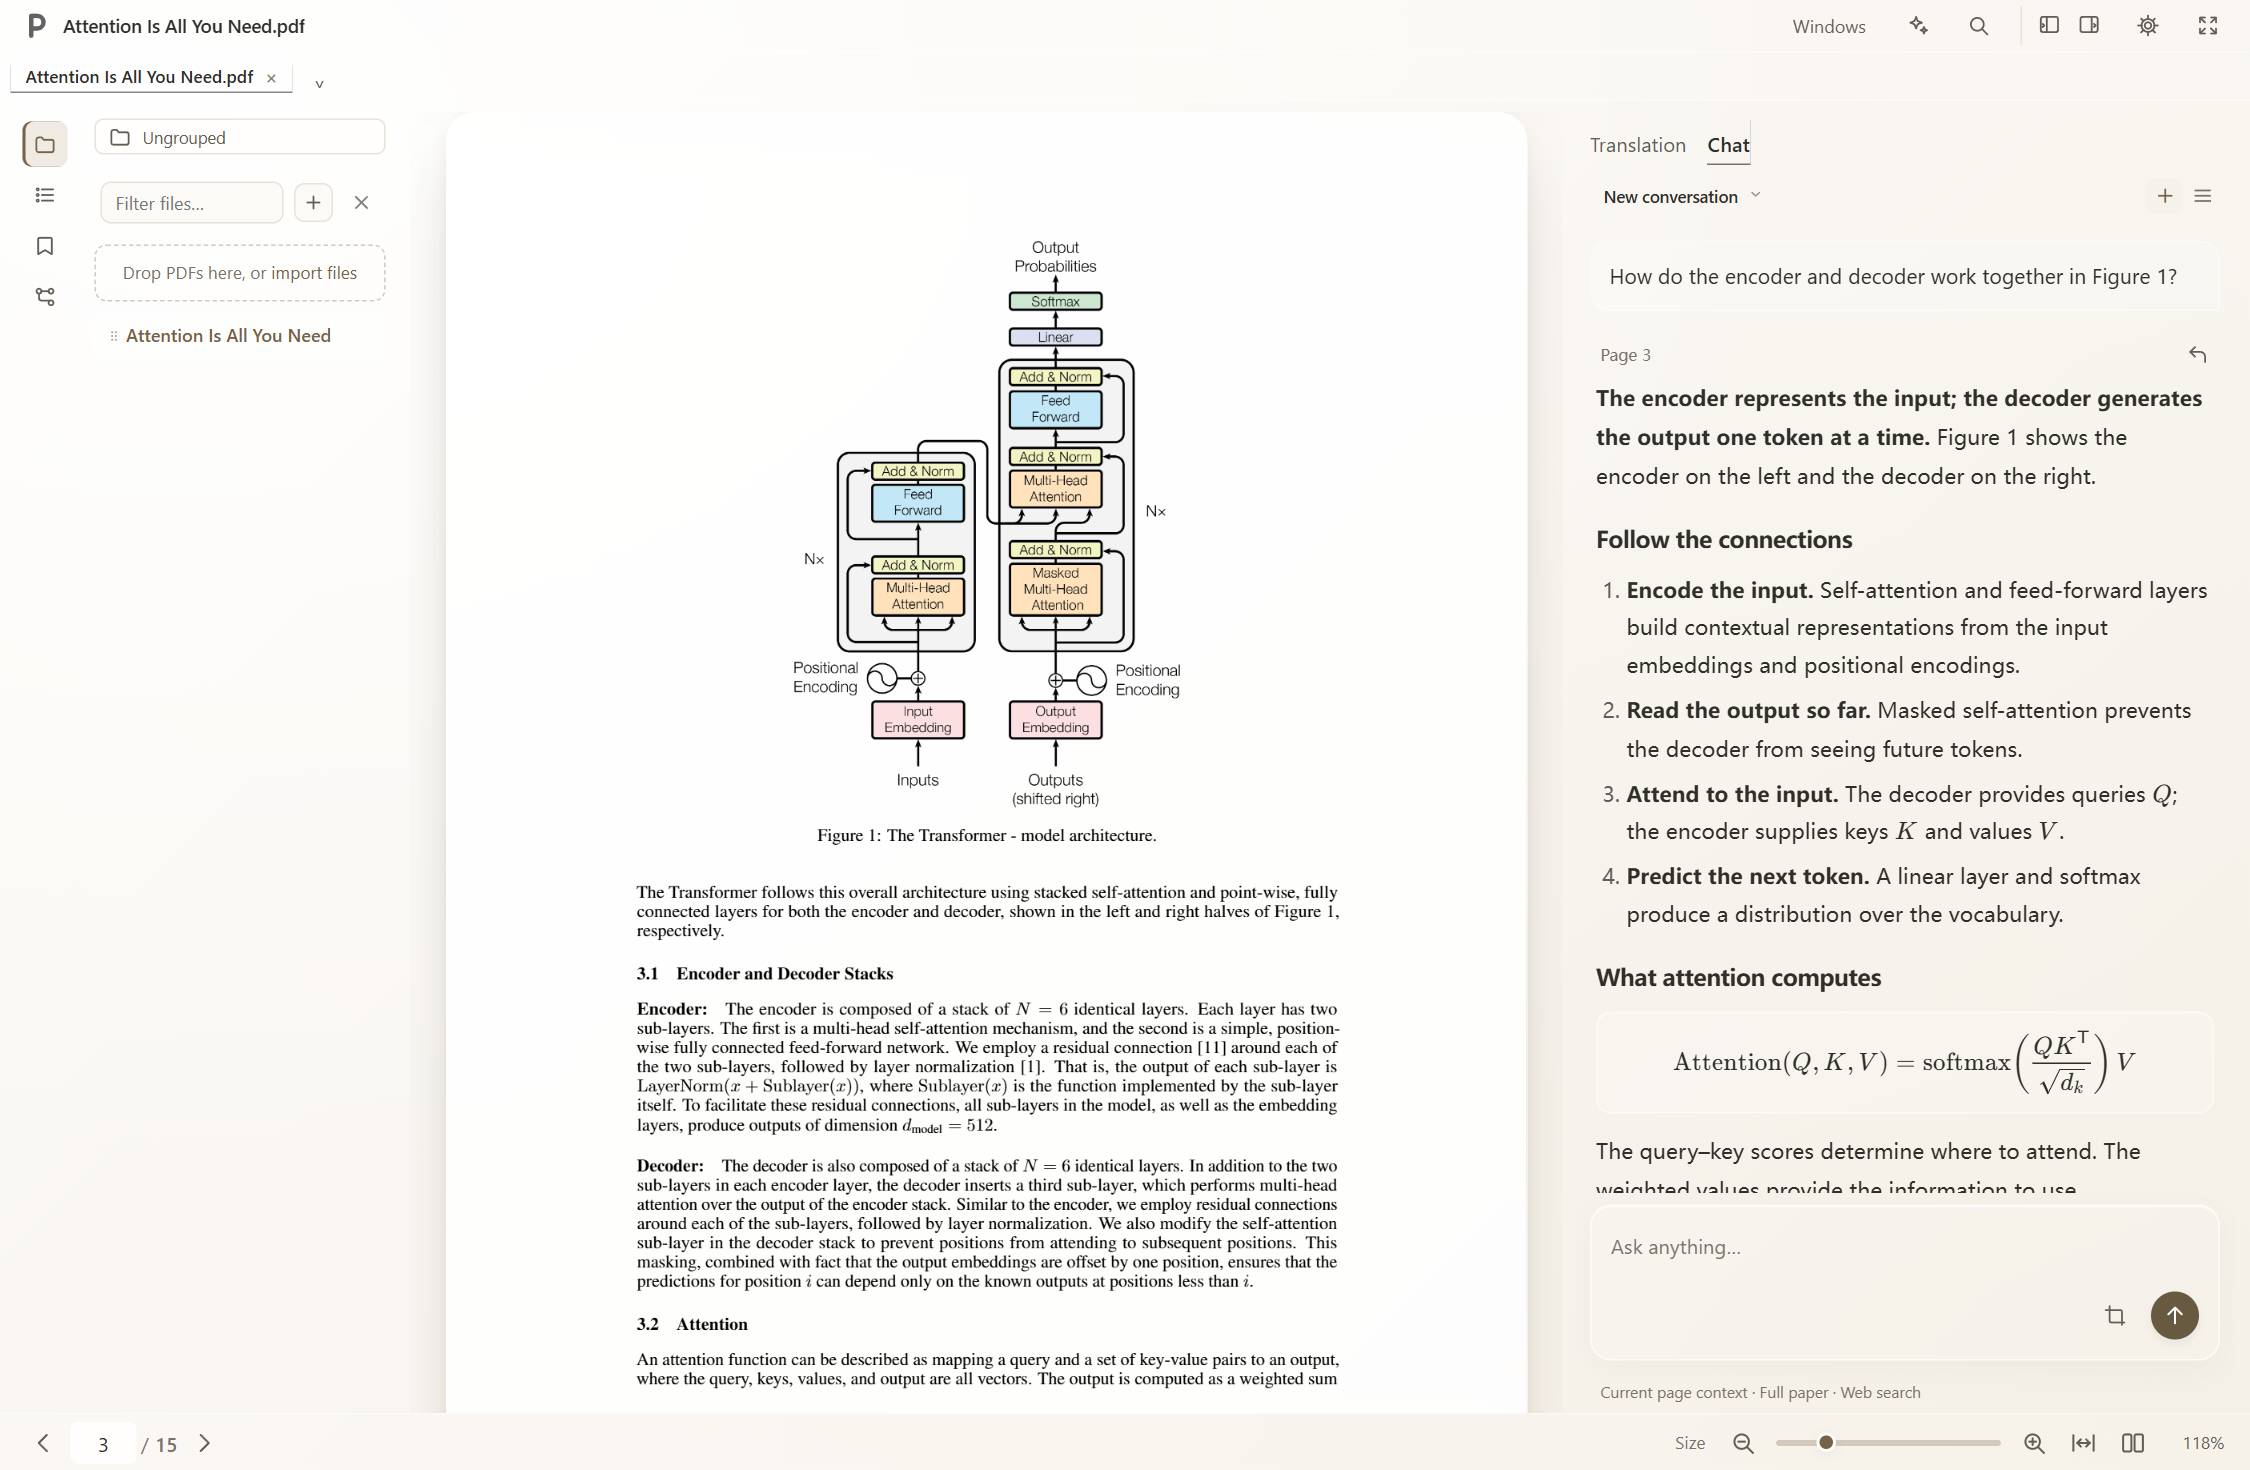 Attention Is All You Need.pdf
Windows
Attention Is All You Need.pdf
Ungrouped
Filter files...
Drop PDFs here, or import files
Attention Is All You Need
Output
Probabilities
Softmax
Linear
Add & Norm
Feed
Forward
Add & Norm
Multi-Head
Attention
Nx
Add & Norm
Masked
Multi-Head
Attention
Add & Norm
Feed
Forward
Nx
Add & Norm
Multi-Head
Attention
Positional
Encoding
Positional
Encoding
Input
Embedding
Output
Embedding
Inputs
Outputs
(shifted right)
Figure 1: The Transformer - model architecture.
The Transformer follows this overall architecture using stacked self-attention and point-wise, fully
connected layers for both the encoder and decoder, shown in the left and right halves of Figure 1,
respectively.
3.1 Encoder and Decoder Stacks
Encoder: The encoder is composed of a stack of N = 6 identical layers. Each layer has two
sub-layers. The first is a multi-head self-attention mechanism, and the second is a simple, position-
wise fully connected feed-forward network. We employ a residual connection [11] around each of
the two sub-layers, followed by layer normalization [1]. That is, the output of each sub-layer is
LayerNorm(x + Sublayer(x)), where Sublayer(x) is the function implemented by the sub-layer
itself. To facilitate these residual connections, all sub-layers in the model, as well as the embedding
layers, produce outputs of dimension d_model = 512.
Decoder: The decoder is also composed of a stack of N = 6 identical layers. In addition to the two
sub-layers in each encoder layer, the decoder inserts a third sub-layer, which performs multi-head
attention over the output of the encoder stack. Similar to the encoder, we employ residual connections
around each of the sub-layers, followed by layer normalization. We also modify the self-attention
sub-layer in the decoder stack to prevent positions from attending to subsequent positions. This
masking, combined with fact that the output embeddings are offset by one position, ensures that the
predictions for position i can depend only on the known outputs at positions less than i.
3.2 Attention
An attention function can be described as mapping a query and a set of key-value pairs to an output,
where the query, keys, values, and output are all vectors. The output is computed as a weighted sum
Translation
Chat
New conversation
How do the encoder and decoder work together in Figure 1?
Page 3
The encoder represents the input; the decoder generates
the output one token at a time. Figure 1 shows the
encoder on the left and the decoder on the right.
Follow the connections
1. Encode the input. Self-attention and feed-forward layers
build contextual representations from the input
embeddings and positional encodings.
2. Read the output so far. Masked self-attention prevents
the decoder from seeing future tokens.
3. Attend to the input. The decoder provides queries Q;
the encoder supplies keys K and values V.
4. Predict the next token. A linear layer and softmax
produce a distribution over the vocabulary.
What attention computes
Attention(Q, K, V) = softmax(QK⊤/√d_k) V
The query–key scores determine where to attend. The
weighted values provide the information to use
Ask anything...
Current page context · Full paper · Web search
3 / 15
Size
118%